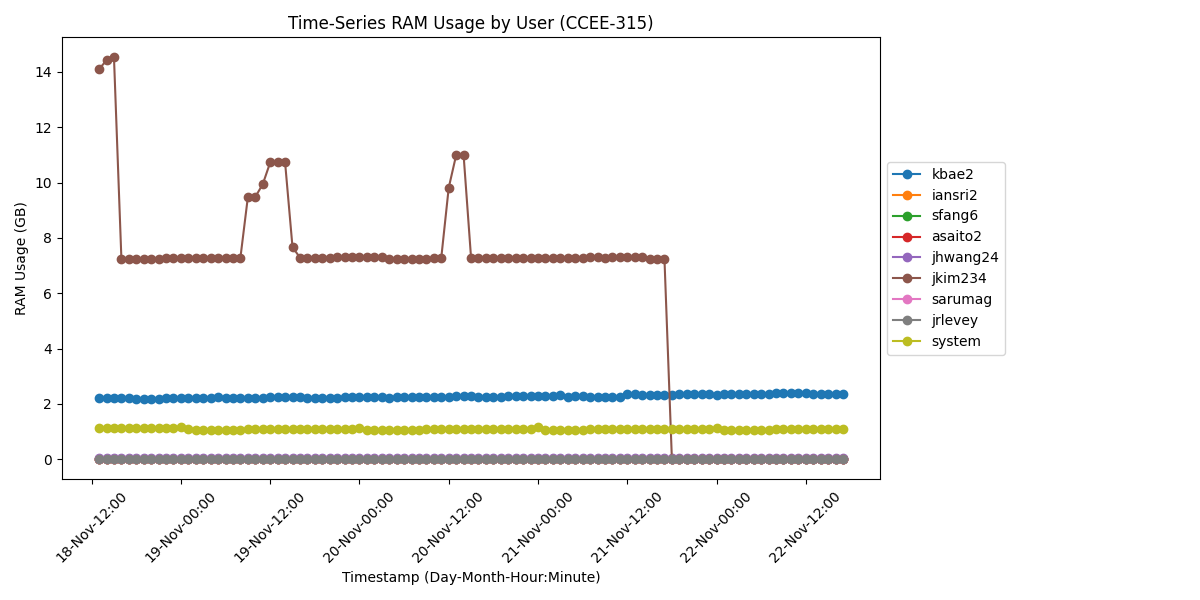 Time-Series RAM Usage by User (CCEE-315)
RAM Usage (GB)
14
12
10
8
6
4
2
0
18-Nov-12:00
19-Nov-00:00
19-Nov-12:00
20-Nov-00:00
20-Nov-12:00
21-Nov-00:00
21-Nov-12:00
22-Nov-00:00
22-Nov-12:00
Timestamp (Day-Month-Hour:Minute)
kbae2
iansri2
sfang6
asaito2
jhwang24
jkim234
sarumag
jrlevey
system